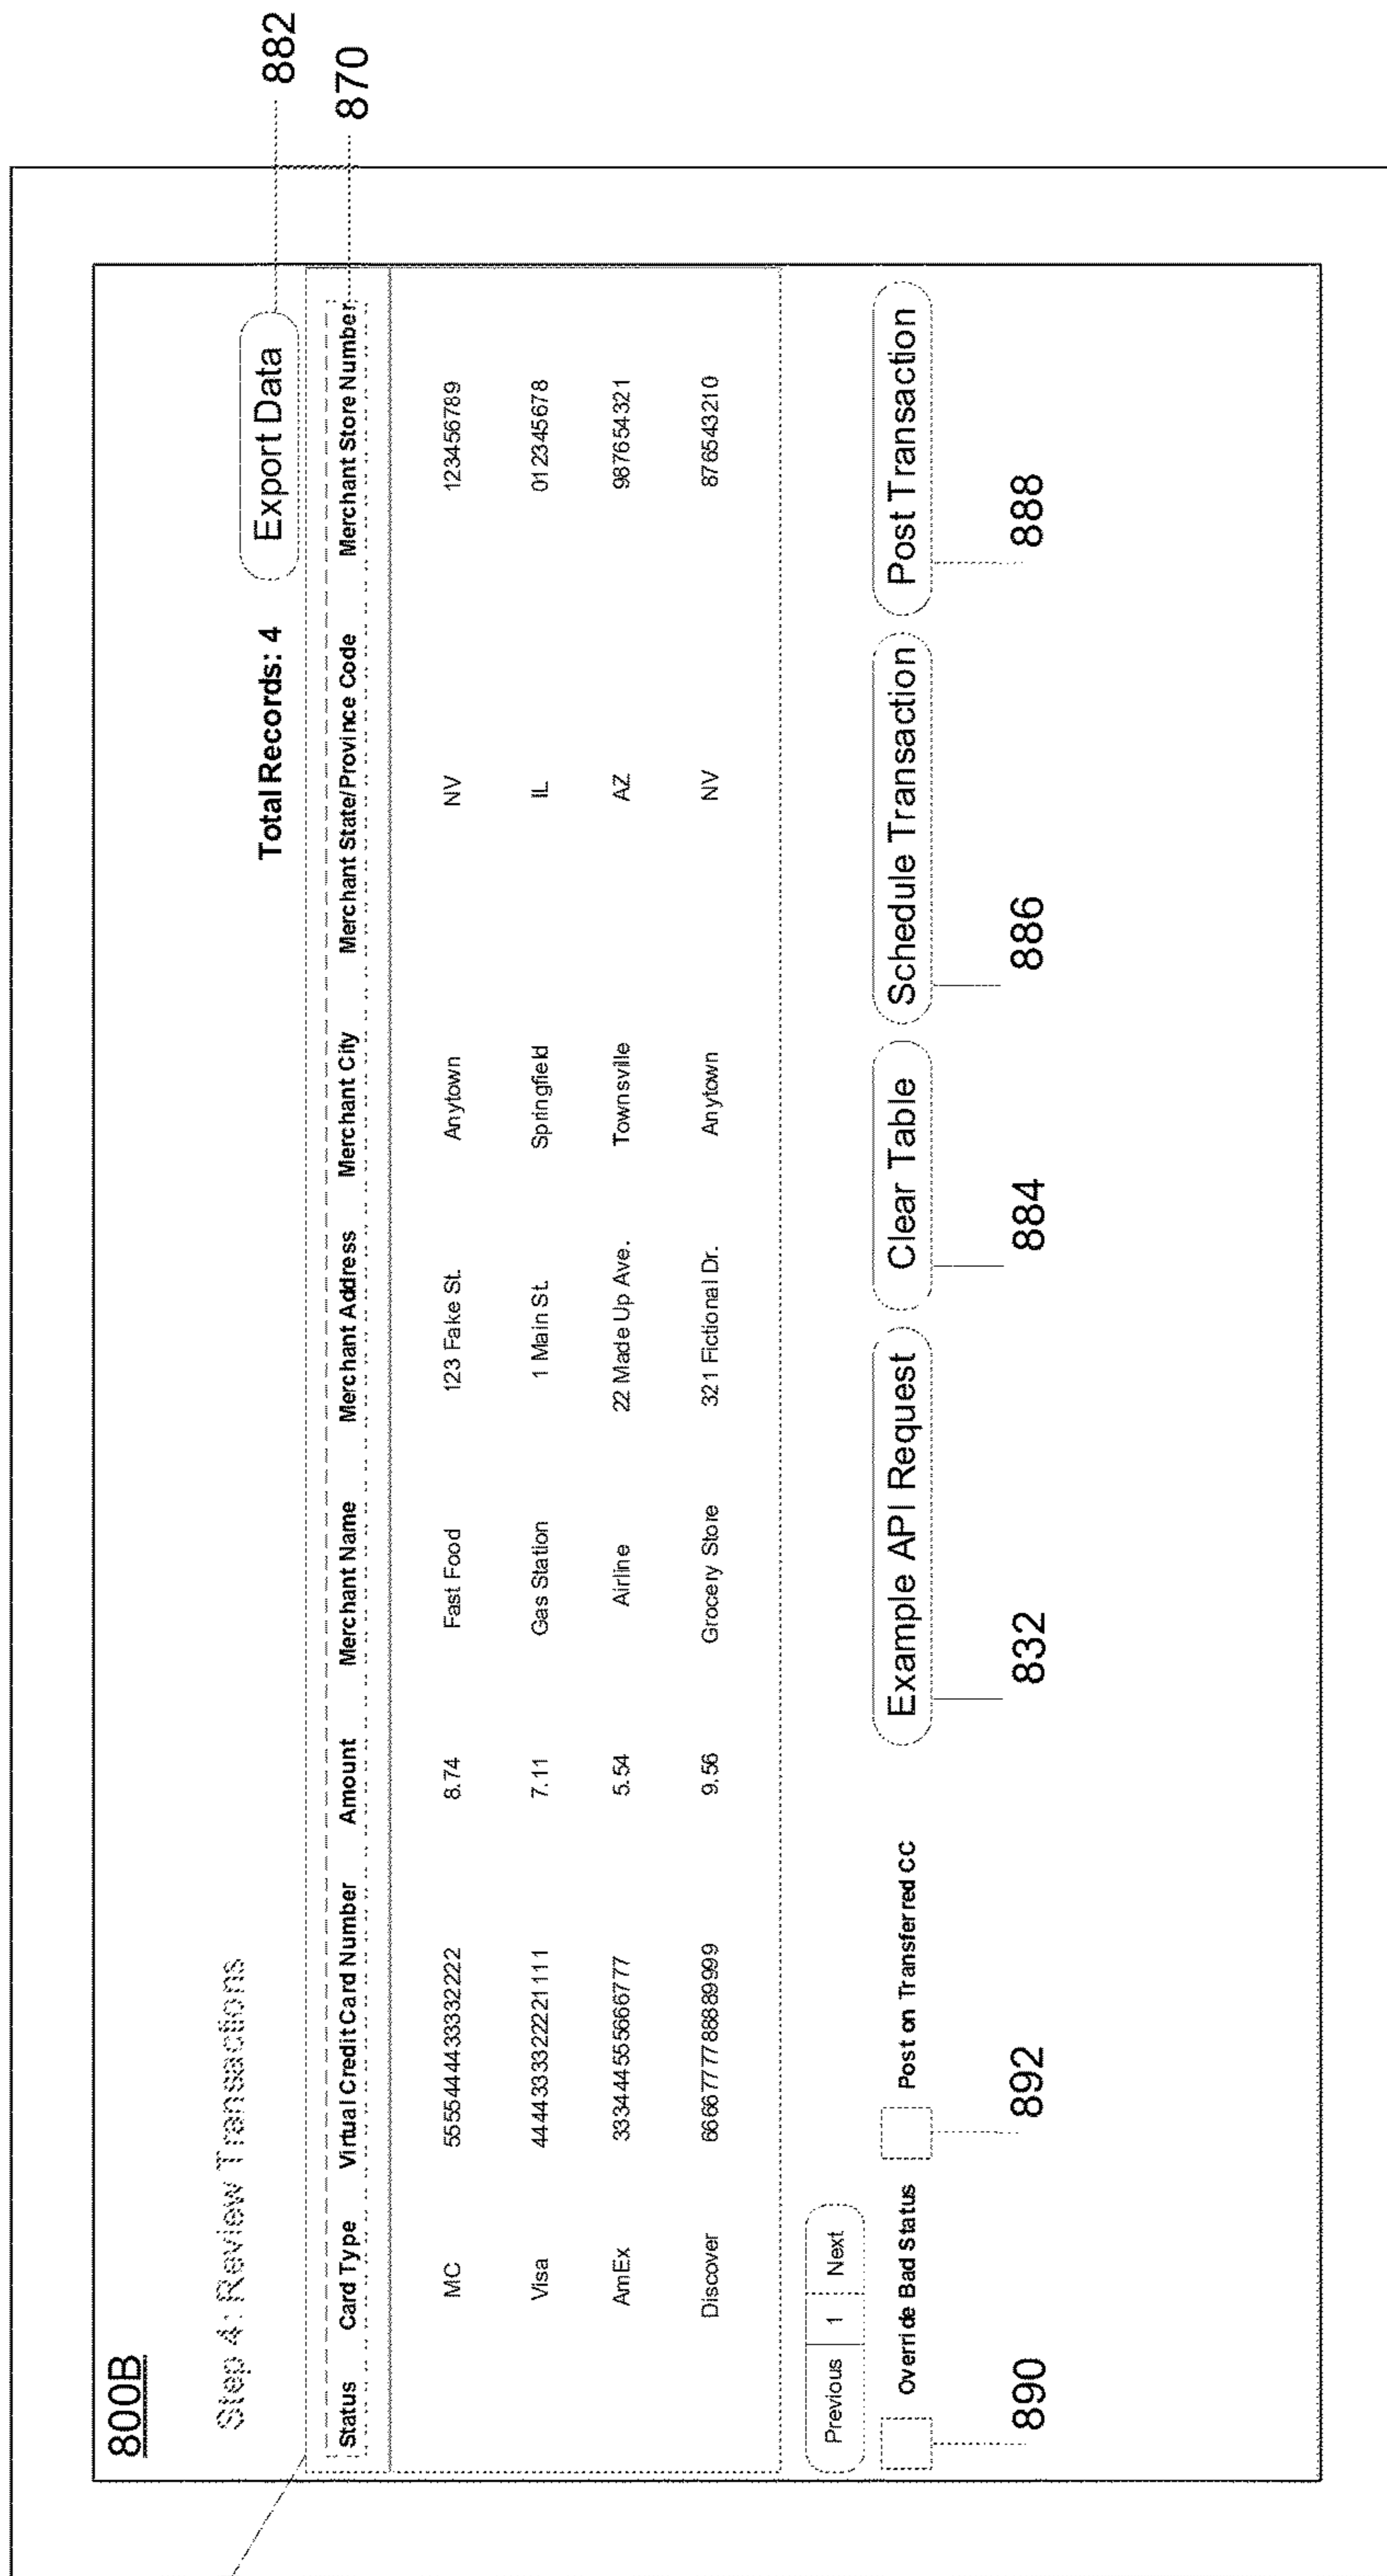 800B
Step 4: Review Transactions
Total Records: 4 Export Data
882
Status Card Type Virtual Credit Card Number Amount Merchant Name Merchant Address Merchant City Merchant State/Province Code Merchant Store Number
870
MC 5555444433332222 8.74 Fast Food 123 Fake St. Anytown NV 123456789
Visa 4444333322221111 7.11 Gas Station 1 Main St. Springfield IL 012345678
AmEx 5.54 Airline 22 Made Up Ave. Townsville AZ 987654321
Discover 6666777788889999 9.56 Grocery Store 321 Fictional Dr. Anytown NV 876543210
Previous 1 Next
Override Bad Status Post on Transferred CC Example API Request Clear Table Schedule Transaction Post Transaction
890 892 832 884 886 888